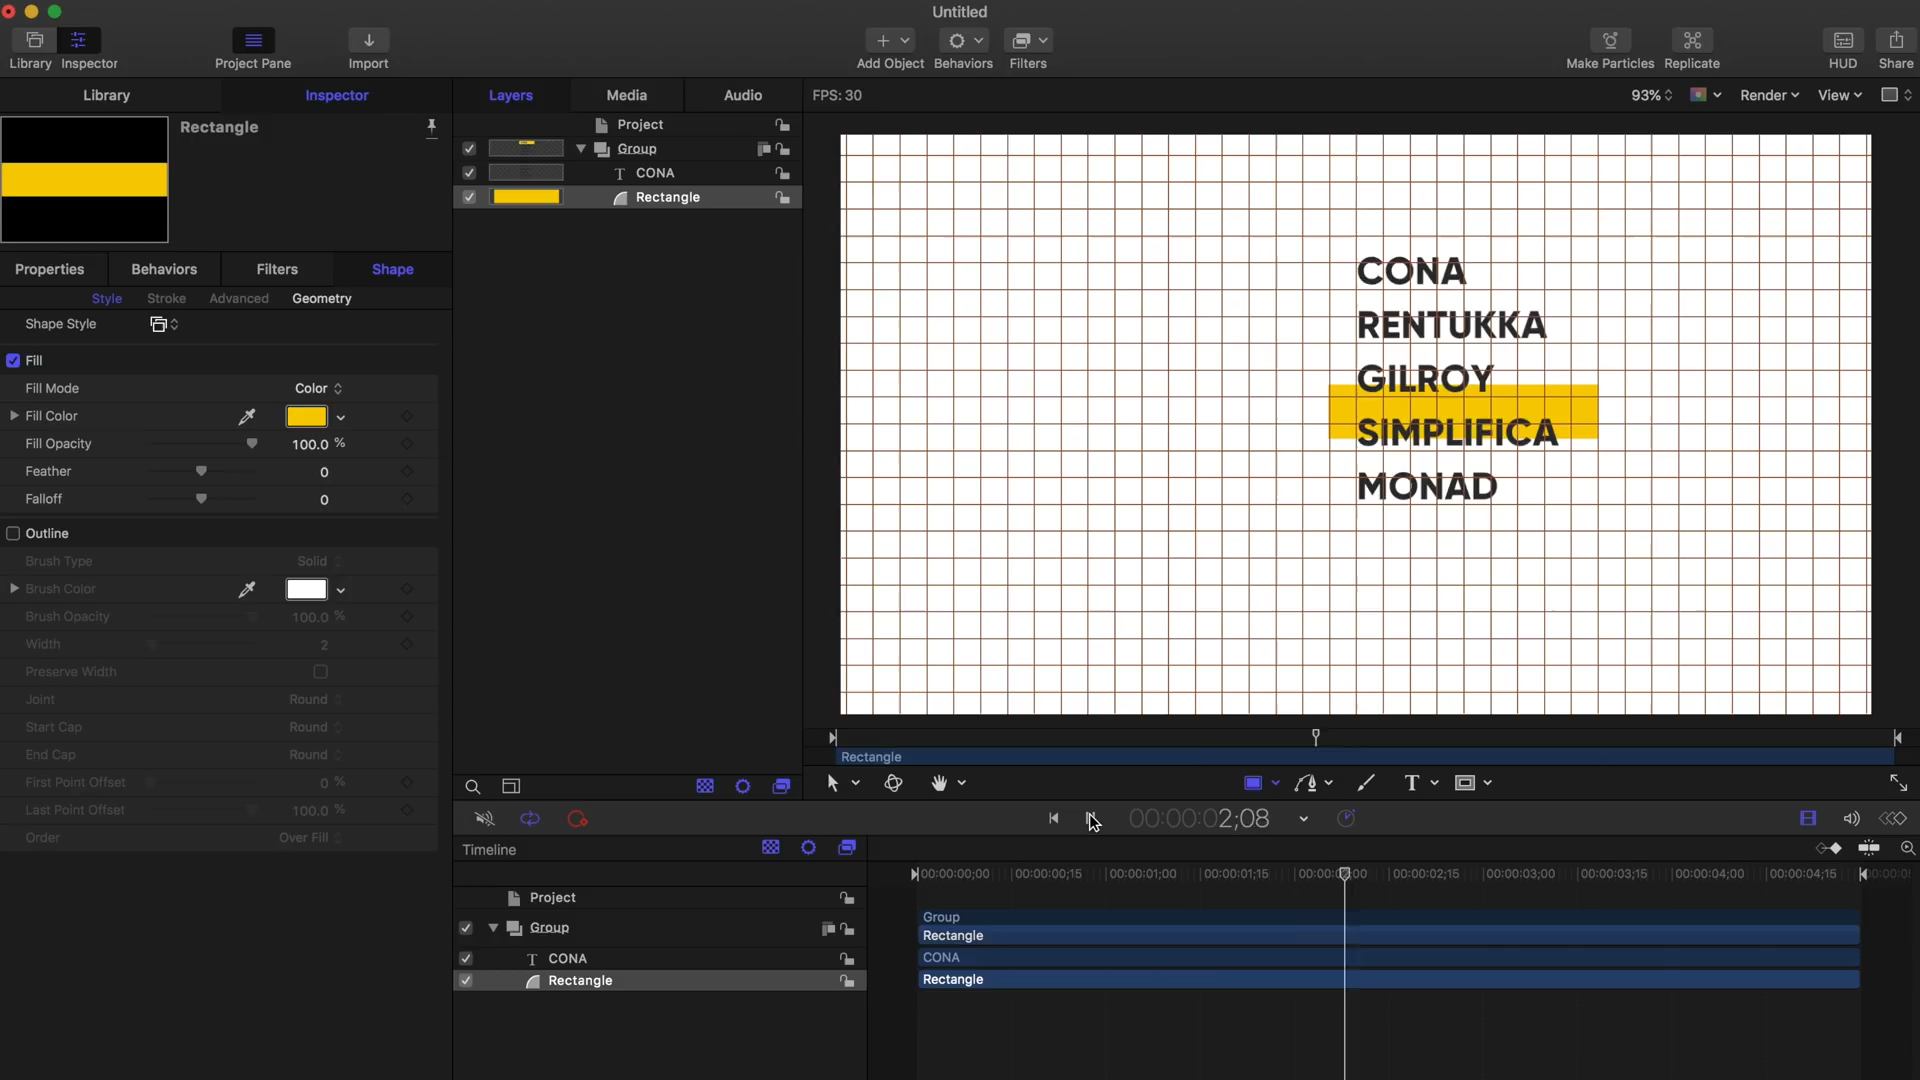 Untitled
Library
Inspector
Project Pane
Import
Add Object
Behaviors
Filters
Make Particles
Replicate
HUD
Share
Library
Inspector
Layers
Media
Audio
FPS: 30
93%
Render
View
Rectangle
Project
Group
CONA
Rectangle
Properties
Behaviors
Filters
Shape
Style
Stroke
Advanced
Geometry
Shape Style
Fill
Fill Mode
Color
Fill Color
Fill Opacity
100.0 %
Feather
0
Falloff
0
Outline
Brush Type
Solid
Brush Color
Brush Opacity
100.0 %
Width
2
Preserve Width
Joint
Round
Start Cap
Round
End Cap
Round
First Point Offset
0 %
Last Point Offset
100.0 %
Order
Over Fill
CONA
RENTUKKA
GILROY
SIMPLIFICA
MONAD
Rectangle
T
00:00:02;08
Timeline
00:00:00;00
00:00:00;15
00:00:01;00
00:00:01;15
00:00:02;15
00:00:03;00
00:00:03;15
00:00:04;00
00:00:04;15
Project
Group
CONA
Rectangle
Group
Rectangle
CONA
Rectangle